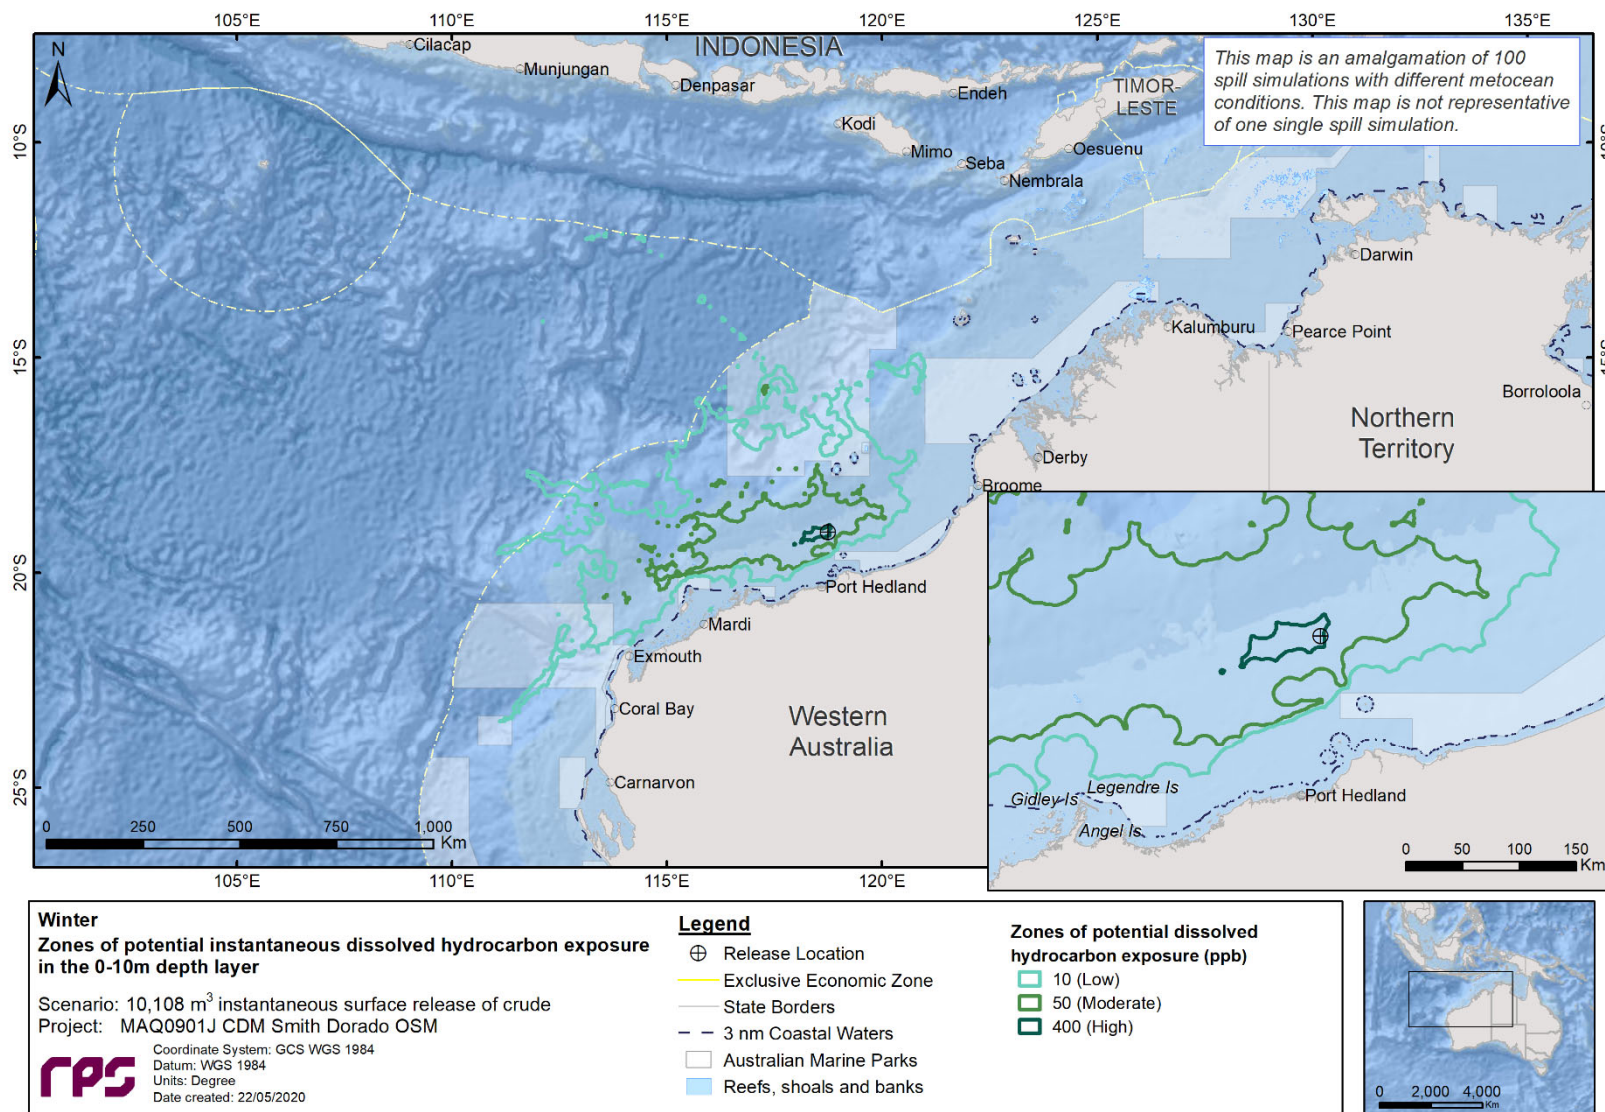 105°E
110°E
115°E
120°E
125°E
130°E
135°E
N
Cilacap
Munjungan
INDONESIA
Denpasar
Endeh
TIMOR-
LESTE
Kodi
Mimo
Seba
Oesuenu
Nembrala
This map is an amalgamation of 100
spill simulations with different metocean
conditions. This map is not representative
of one single spill simulation.
10°S
10°S
Darwin
Kalumburu
Pearce Point
15°S
15°S
Borroloola
Northern
Territory
Derby
Broome
20°S
Port Hedland
Mardi
Exmouth
Coral Bay
Western
Australia
Carnarvon
25°S
0
250
500
750
1,000
Km
105°E
110°E
115°E
120°E
Gidley Is
Legendre Is
Angel Is
Port Hedland
0
50
100
150
Km
Winter
Zones of potential instantaneous dissolved hydrocarbon exposure
in the 0-10m depth layer
Scenario: 10,108 m³ instantaneous surface release of crude
Project: MAQ0901J CDM Smith Dorado OSM
rps
Coordinate System: GCS WGS 1984
Datum: WGS 1984
Units: Degree
Date created: 22/05/2020
Legend
Release Location
Exclusive Economic Zone
State Borders
3 nm Coastal Waters
Australian Marine Parks
Reefs, shoals and banks
Zones of potential dissolved
hydrocarbon exposure (ppb)
10 (Low)
50 (Moderate)
400 (High)
0
2,000
4,000
Km